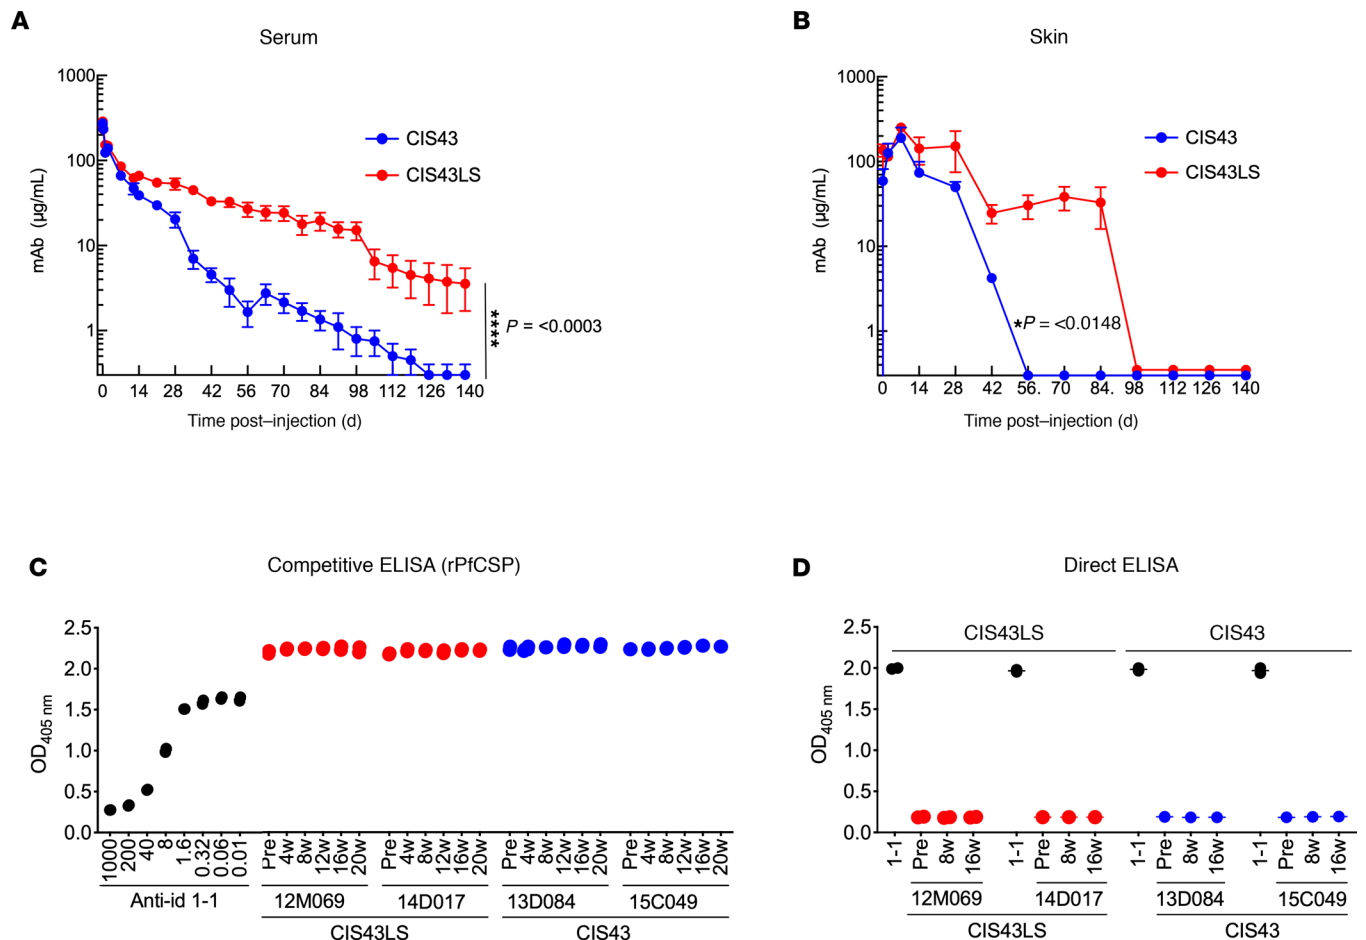 A
Serum
1000
100
10
1
mAb (µg/mL)
CIS43
CIS43LS
**** P = <0.0003
0 14 28 42 56 70 84 98 112 126 140
Time post–injection (d)
B
Skin
1000
100
10
1
mAb (µg/mL)
CIS43
CIS43LS
*P = <0.0148
0 14 28 42 56. 70 84. 98 112 126 140
Time post–injection (d)
C
Competitive ELISA (rPfCSP)
2.5
2.0
1.5
1.0
0.5
0.0
OD405 nm
1000 200 40 8 1.6 0.32 0.06 0.01 Pre 4w 8w 12w 16w 20w Pre 4w 8w 12w 16w 20w Pre 4w 8w 12w 16w 20w Pre 4w 8w 12w 16w 20w
Anti-id 1-1 12M069 14D017 13D084 15C049
CIS43LS CIS43
D
Direct ELISA
CIS43LS CIS43
2.5
2.0
1.5
1.0
0.5
0.0
OD405 nm
1-1 Pre 8w 16w 1-1 Pre 8w 16w 1-1 Pre 8w 16w 1-1 Pre 8w 16w
12M069 14D017 13D084 15C049
CIS43LS CIS43